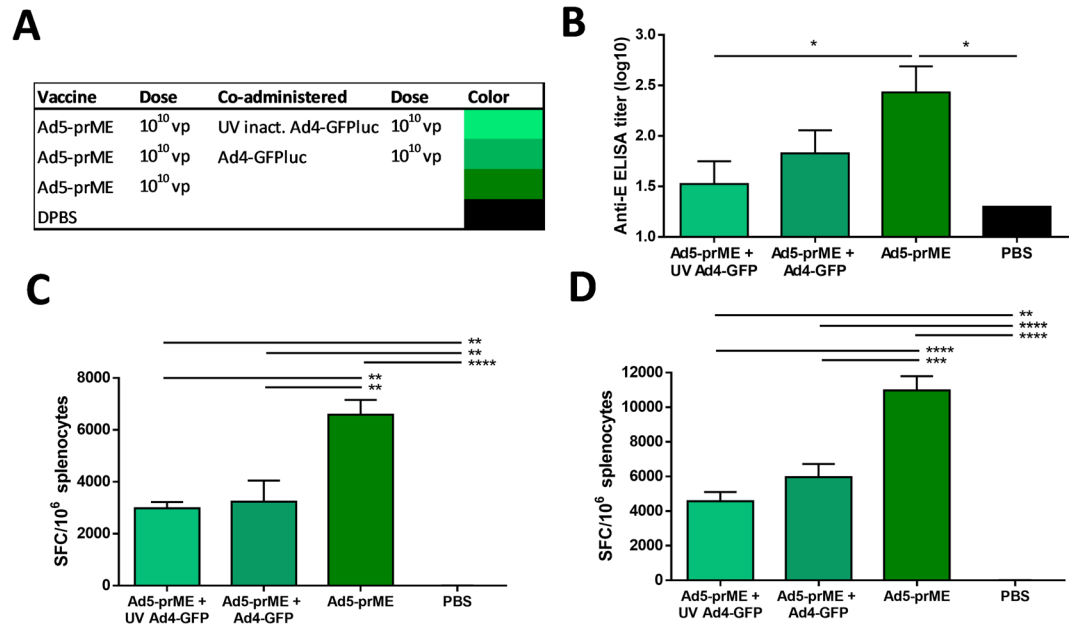 A
Vaccine Dose Co-administered Dose Color
Ad5-prME 10^10 vp UV inact. Ad4-GFPluc 10^10 vp
Ad5-prME 10^10 vp Ad4-GFPluc 10^10 vp
Ad5-prME 10^10 vp
DPBS
B
Anti-E ELISA titer (log10)
3.0
2.5
2.0
1.5
1.0
* *
Ad5-prME + UV Ad4-GFP
Ad5-prME + Ad4-GFP
Ad5-prME
PBS
C
SFC/10^6 splenocytes
8000
6000
4000
2000
0
**
**
****
**
**
Ad5-prME + UV Ad4-GFP
Ad5-prME + Ad4-GFP
Ad5-prME
PBS
D
SFC/10^6 splenocytes
12000
10000
8000
6000
4000
2000
0
**
****
****
****
***
Ad5-prME + UV Ad4-GFP
Ad5-prME + Ad4-GFP
Ad5-prME
PBS